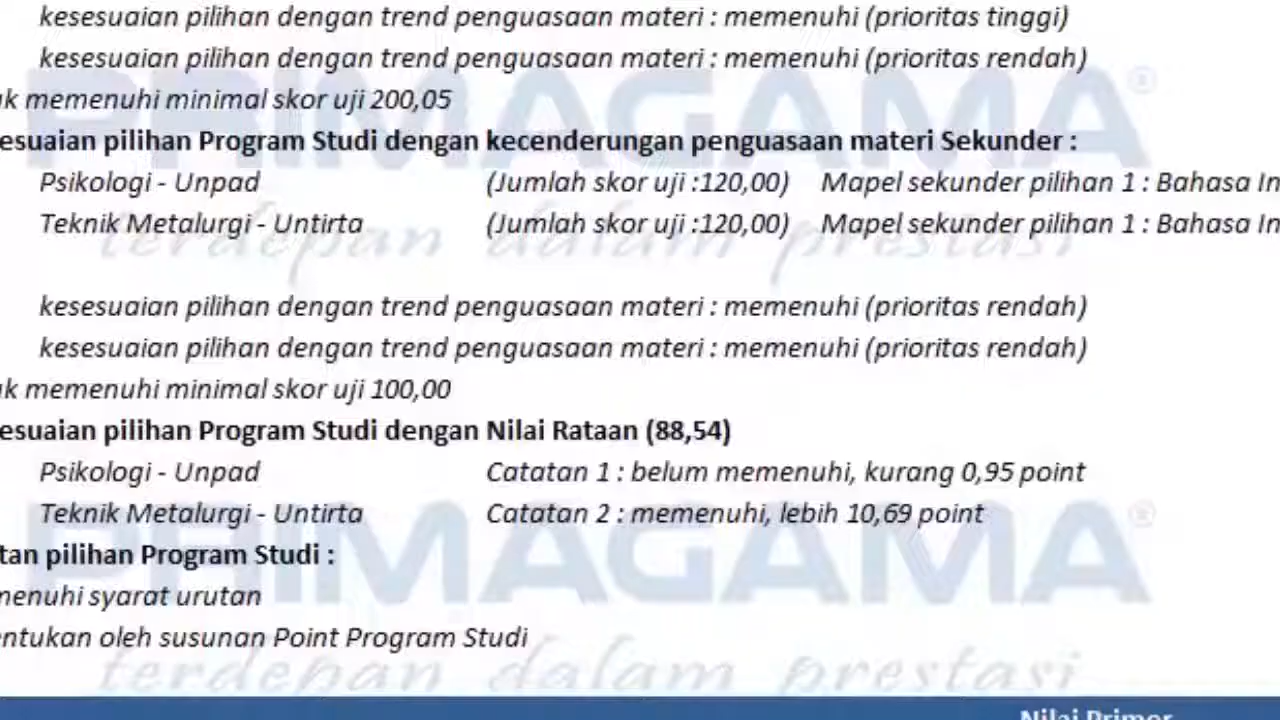 kesesuaian pilihan dengan trend penguasaan materi : memenuhi (prioritas tinggi)
kesesuaian pilihan dengan trend penguasaan materi : memenuhi (prioritas rendah)
PRIMAGAMA ®
ak memenuhi minimal skor uji 200,05
esuaian pilihan Program Studi dengan kecenderungan penguasaan materi Sekunder :
Psikologi - Unpad (Jumlah skor uji :120,00) Mapel sekunder pilihan 1 : Bahasa In
Teknik Metalurgi - Untirta (Jumlah skor uji :120,00) Mapel sekunder pilihan 1 : Bahasa In
terdepan dalam prestasi
kesesuaian pilihan dengan trend penguasaan materi : memenuhi (prioritas rendah)
kesesuaian pilihan dengan trend penguasaan materi : memenuhi (prioritas rendah)
ak memenuhi minimal skor uji 100,00
esuaian pilihan Program Studi dengan Nilai Rataan (88,54)
Psikologi - Unpad Catatan 1 : belum memenuhi, kurang 0,95 point
Teknik Metalurgi - Untirta Catatan 2 : memenuhi, lebih 10,69 point
PRIMAGAMA ®
tan pilihan Program Studi :
menuhi syarat urutan
entukan oleh susunan Point Program Studi
terdepan dalam prestasi
Nilai Primer